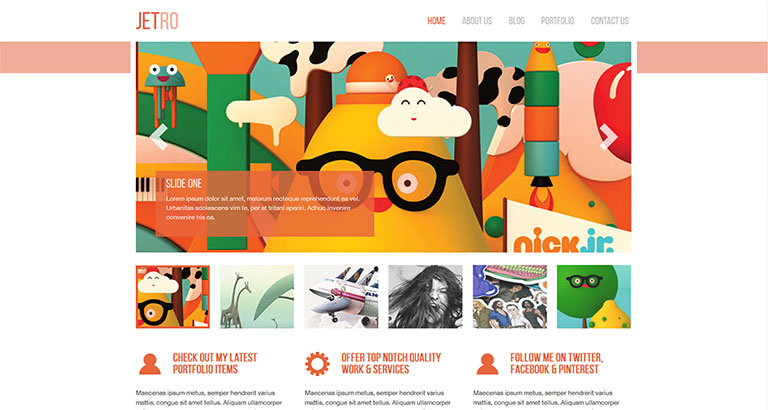 JETRO
HOME ABOUT US BLOG PORTFOLIO CONTACT US
SLIDE ONE
Lorem ipsum dolor sit amet, malorum recteque reprehendunt ea vel.
Urbanitas adolescens vim te, per at tritani aperiri. Adhuc invenire
convenire his ea.
nick jr.
CHECK OUT MY LATEST
PORTFOLIO ITEMS
Maecenas ipsum metus, semper hendrerit varius
mattis, congue sit amet tellus. Aliquam ullamcorper
OFFER TOP NOTCH QUALITY
WORK & SERVICES
Maecenas ipsum metus, semper hendrerit varius
mattis, congue sit amet tellus. Aliquam ullamcorper
FOLLOW ME ON TWITTER,
FACEBOOK & PINTEREST
Maecenas ipsum metus, semper hendrerit varius
mattis, congue sit amet tellus. Aliquam ullamcorper